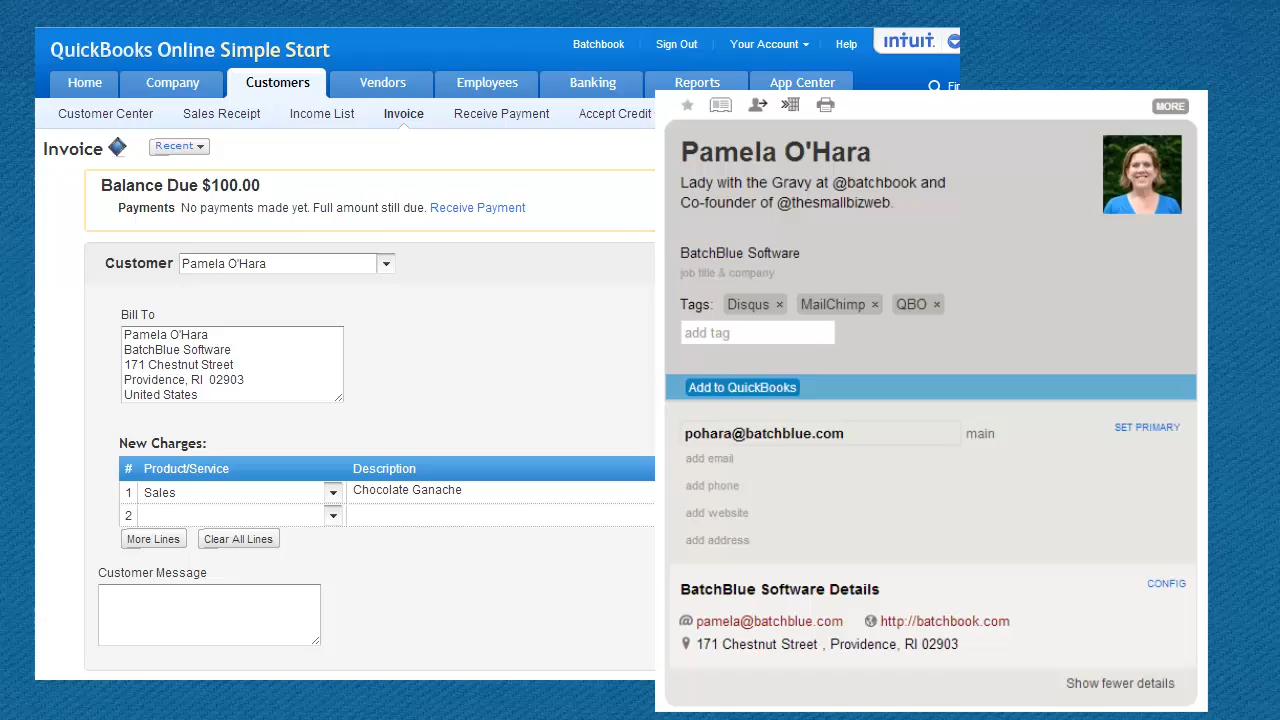 QuickBooks Online Simple Start
Batchbook Sign Out Your Account Help
intuit.
Home Company Customers Vendors Employees Banking Reports App Center
Customer Center Sales Receipt Income List Invoice Receive Payment Accept Credit
Invoice Recent
Balance Due $100.00
Payments No payments made yet. Full amount still due. Receive Payment
Customer Pamela O'Hara
Bill To
Pamela O'Hara
BatchBlue Software
171 Chestnut Street
Providence, RI 02903
United States
New Charges:
# Product/Service Description
1 Sales Chocolate Ganache
2
More Lines Clear All Lines
Customer Message
MORE
Pamela O'Hara
Lady with the Gravy at @batchbook and
Co-founder of @thesmallbizweb.
BatchBlue Software
job title & company
Tags: Disqus × MailChimp × QBO ×
add tag
Add to QuickBooks
pohara@batchblue.com main SET PRIMARY
add email
add phone
add website
add address
BatchBlue Software Details CONFIG
pamela@batchblue.com http://batchbook.com
171 Chestnut Street , Providence, RI 02903
Show fewer details